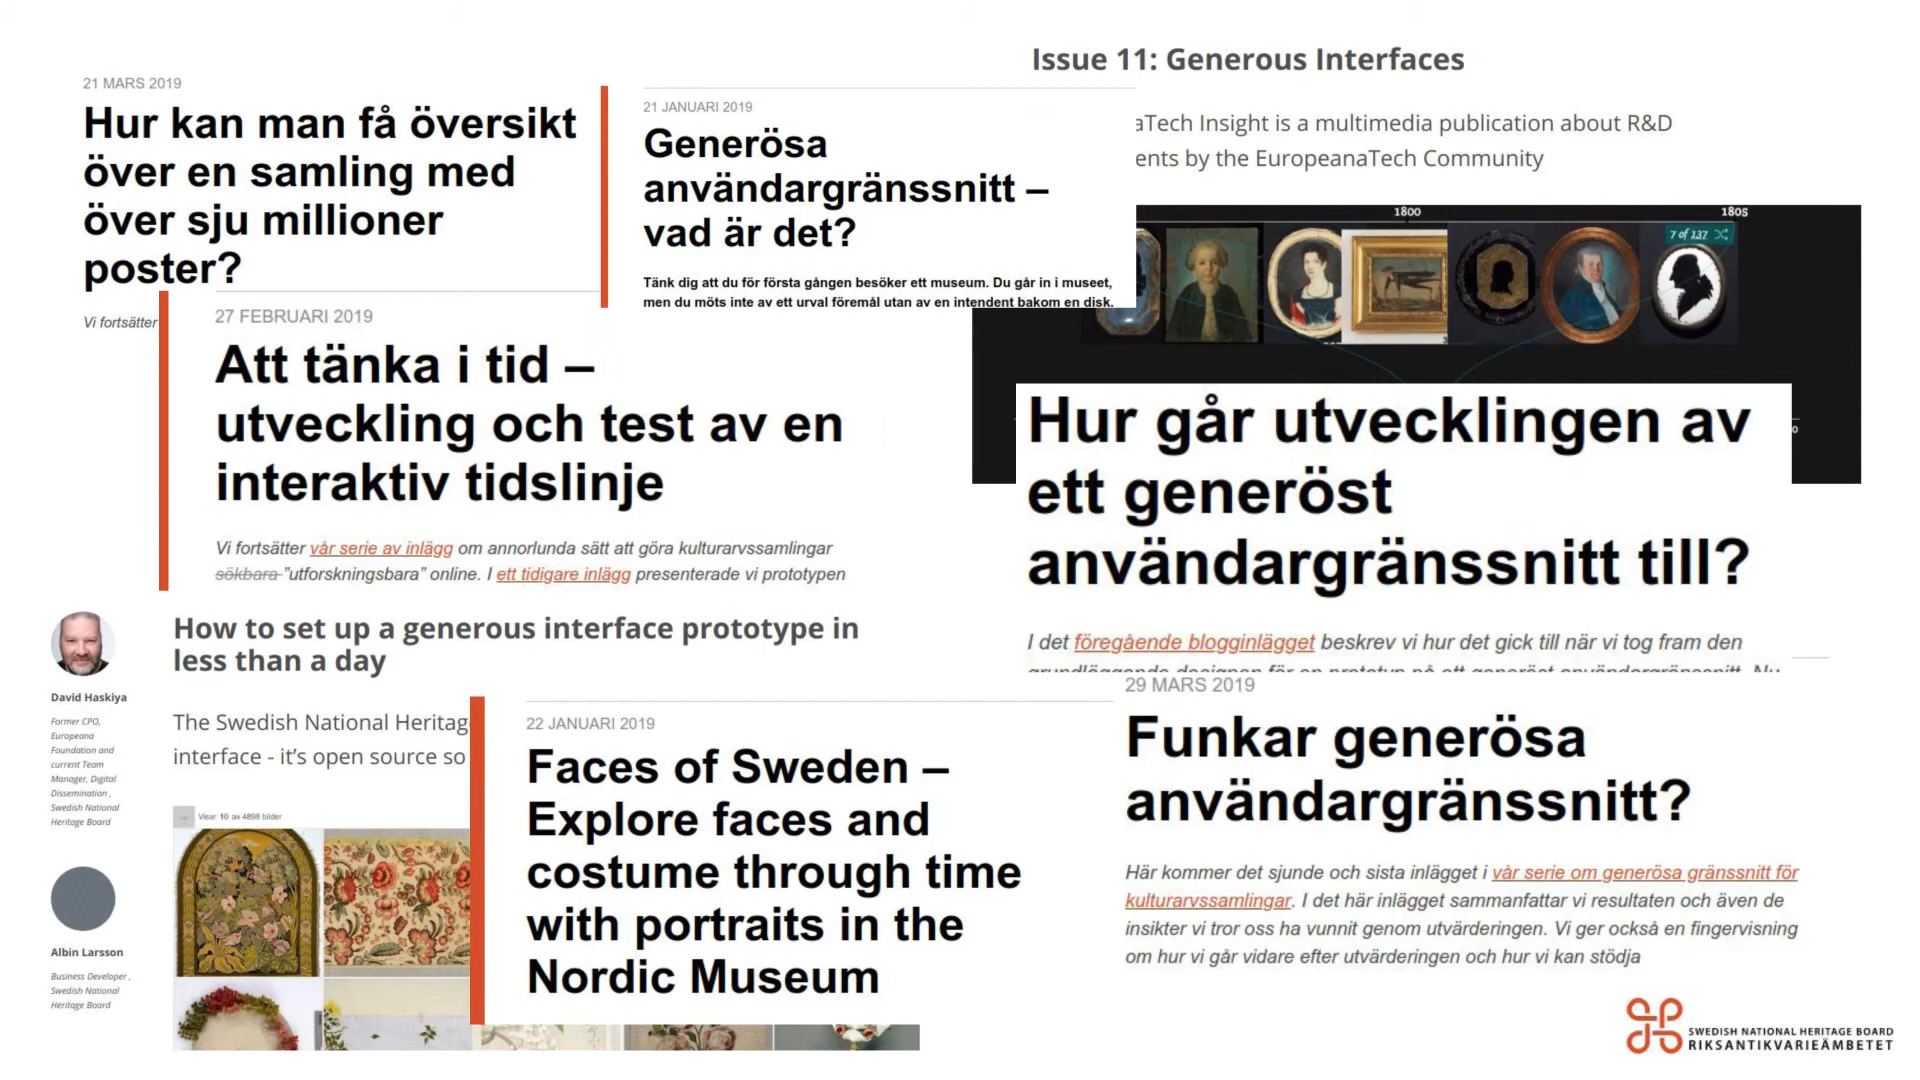 21 MARS 2019
Hur kan man få översikt
över en samling med
över sju millioner
poster?
Vi fortsätter
21 JANUARI 2019
Generösa
användargränssnitt –
vad är det?
Tänk dig att du för första gången besöker ett museum. Du går in i museet,
men du möts inte av ett urval föremål utan av en intendent bakom en disk.
Issue 11: Generous Interfaces
aTech Insight is a multimedia publication about R&D
ents by the EuropeanaTech Community
1800
1805
7 of 137
27 FEBRUARI 2019
Att tänka i tid –
utveckling och test av en
interaktiv tidslinje
Vi fortsätter vår serie av inlägg om annorlunda sätt att göra kulturarvssamlingar
sökbara "utforskningsbara" online. I ett tidigare inlägg presenterade vi prototypen
Hur går utvecklingen av
ett generöst
användargränssnitt till?
I det föregående blogginlägget beskrev vi hur det gick till när vi tog fram den
grundläggande designen för en prototyp på ett generöst användargränssnitt. Nu
David Haskiya
Former CPO,
Europeana
Foundation and
current Team
Manager, Digital
Dissemination ,
Swedish National
Heritage Board
Albin Larsson
Business Developer ,
Swedish National
Heritage Board
How to set up a generous interface prototype in
less than a day
The Swedish National Heritag
interface - it's open source so
Visar 10 av 4898 bilder
22 JANUARI 2019
Faces of Sweden –
Explore faces and
costume through time
with portraits in the
Nordic Museum
29 MARS 2019
Funkar generösa
användargränssnitt?
Här kommer det sjunde och sista inlägget i vår serie om generösa gränssnitt för
kulturarvssamlingar. I det här inlägget sammanfattar vi resultaten och även de
insikter vi tror oss ha vunnit genom utvärderingen. Vi ger också en fingervisning
om hur vi går vidare efter utvärderingen och hur vi kan stödja
SWEDISH NATIONAL HERITAGE BOARD
RIKSANTIKVARIEÄMBETET